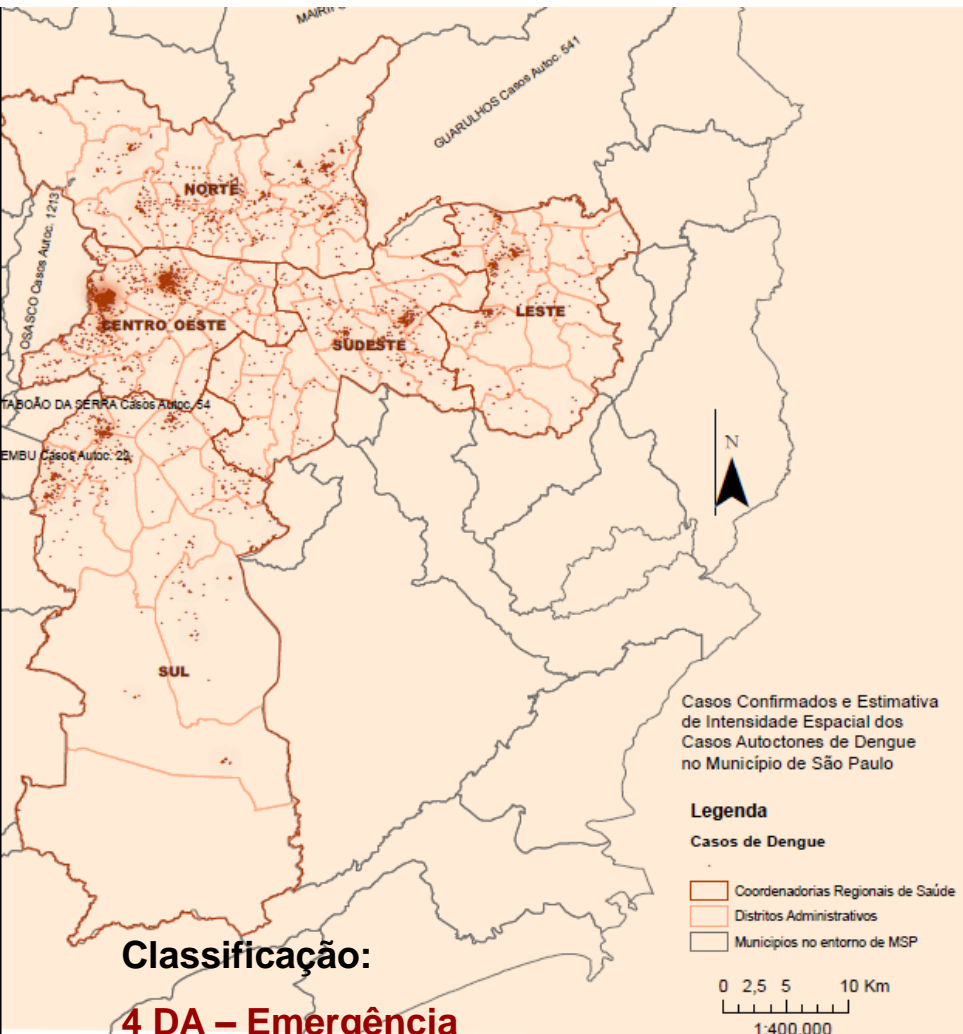 GUARULHOS Casos Autoc. 541
NORTE
OSASCO Casos Autoc. 1213
CENTRO OESTE
LESTE
SUDESTE
TABOÃO DA SERRA Casos Autoc. 54
EMBU Casos Autoc. 22
N
SUL
Casos Confirmados e Estimativa
de Intensidade Espacial dos
Casos Autoctones de Dengue
no Município de São Paulo
Legenda
Casos de Dengue
Coordenadorias Regionais de Saúde
Distritos Administrativos
Municipios no entorno de MSP
0 2,5 5 10 Km
1:400.000
Classificação:
4 DA – Emergência